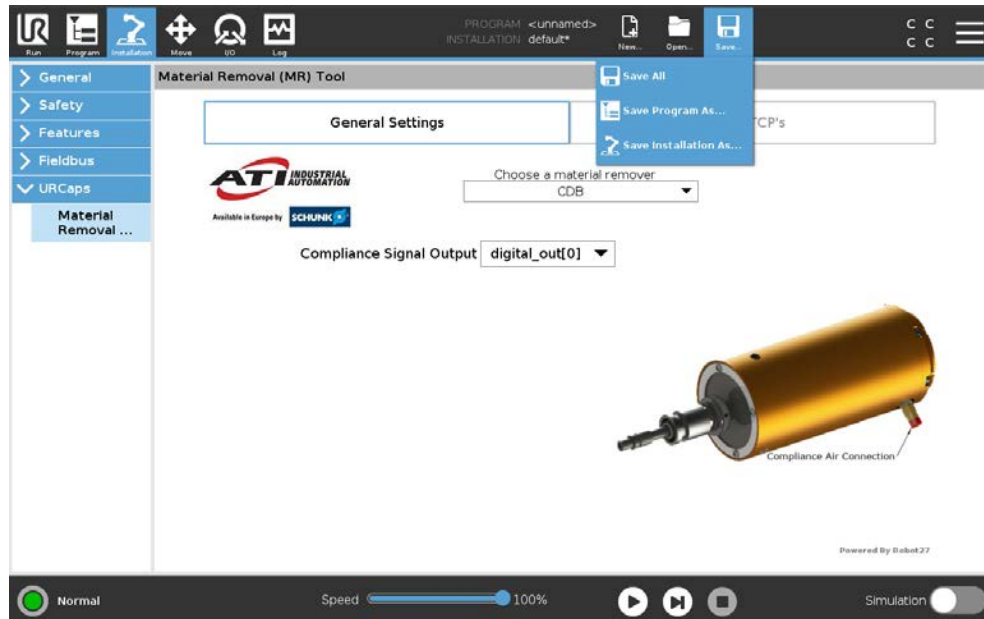 PROGRAM <unnamed>
INSTALLATION default*
C C
C C
Run
Program
Installation
Move
I/O
Log
New...
Open...
Save...
Save All
Save Program As...
Save Installation As...
General
Safety
Features
Fieldbus
URCaps
Material
Removal ...
Material Removal (MR) Tool
General Settings
TCP's
ATI INDUSTRIAL
AUTOMATION
Available in Europe by SCHUNK
Choose a material remover
CDB
Compliance Signal Output digital_out[0]
Compliance Air Connection
Powered By Robot27
Normal
Speed 100%
Simulation